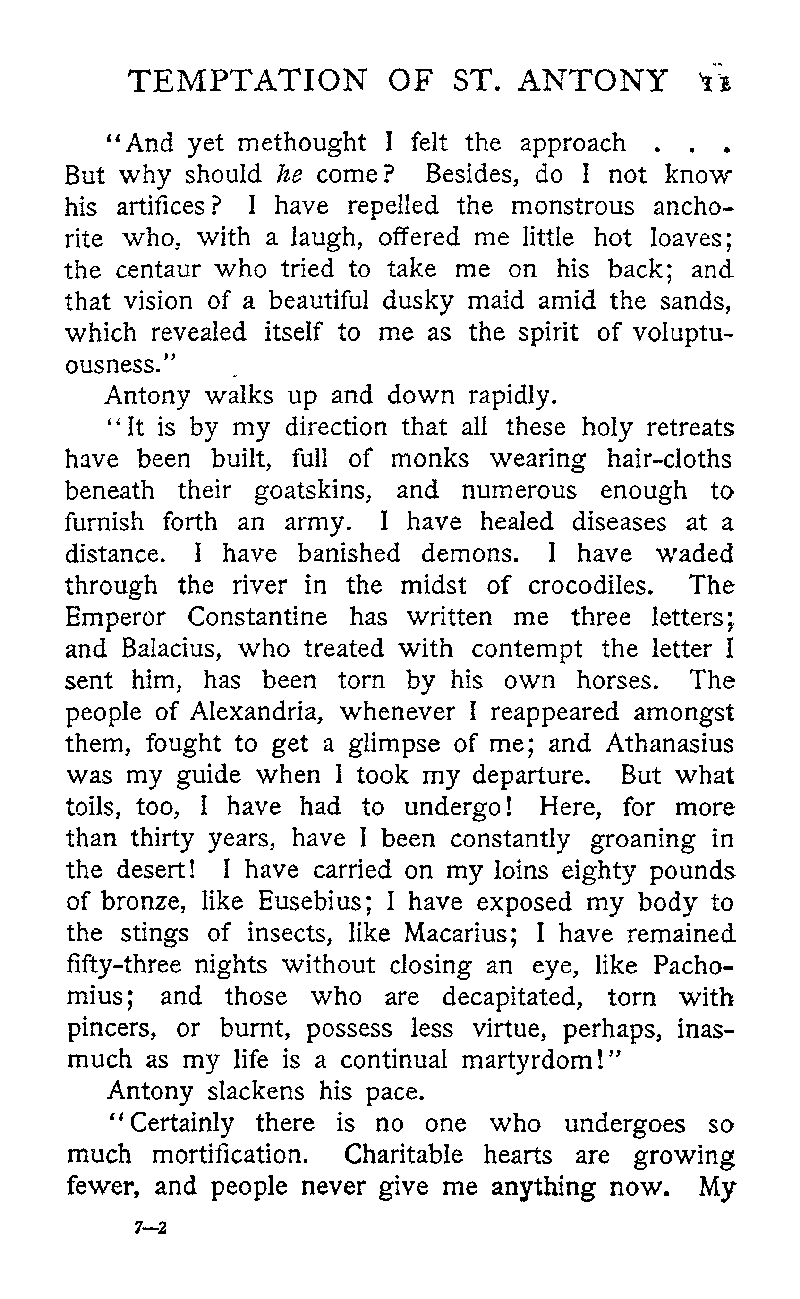 TEMPTATION OF ST. ANTONY 11
“And yet methought I felt the approach . . .
But why should he come? Besides, do I not know
his artifices? I have repelled the monstrous ancho-
rite who, with a laugh, offered me little hot loaves;
the centaur who tried to take me on his back; and
that vision of a beautiful dusky maid amid the sands,
which revealed itself to me as the spirit of voluptu-
ousness.”
Antony walks up and down rapidly.
“It is by my direction that all these holy retreats
have been built, full of monks wearing hair-cloths
beneath their goatskins, and numerous enough to
furnish forth an army. I have healed diseases at a
distance. I have banished demons. I have waded
through the river in the midst of crocodiles. The
Emperor Constantine has written me three letters;
and Balacius, who treated with contempt the letter I
sent him, has been torn by his own horses. The
people of Alexandria, whenever I reappeared amongst
them, fought to get a glimpse of me; and Athanasius
was my guide when I took my departure. But what
toils, too, I have had to undergo! Here, for more
than thirty years, have I been constantly groaning in
the desert! I have carried on my loins eighty pounds
of bronze, like Eusebius; I have exposed my body to
the stings of insects, like Macarius; I have remained
fifty-three nights without closing an eye, like Pacho-
mius; and those who are decapitated, torn with
pincers, or burnt, possess less virtue, perhaps, inas-
much as my life is a continual martyrdom!”
Antony slackens his pace.
“Certainly there is no one who undergoes so
much mortification. Charitable hearts are growing
fewer, and people never give me anything now. My
7—2